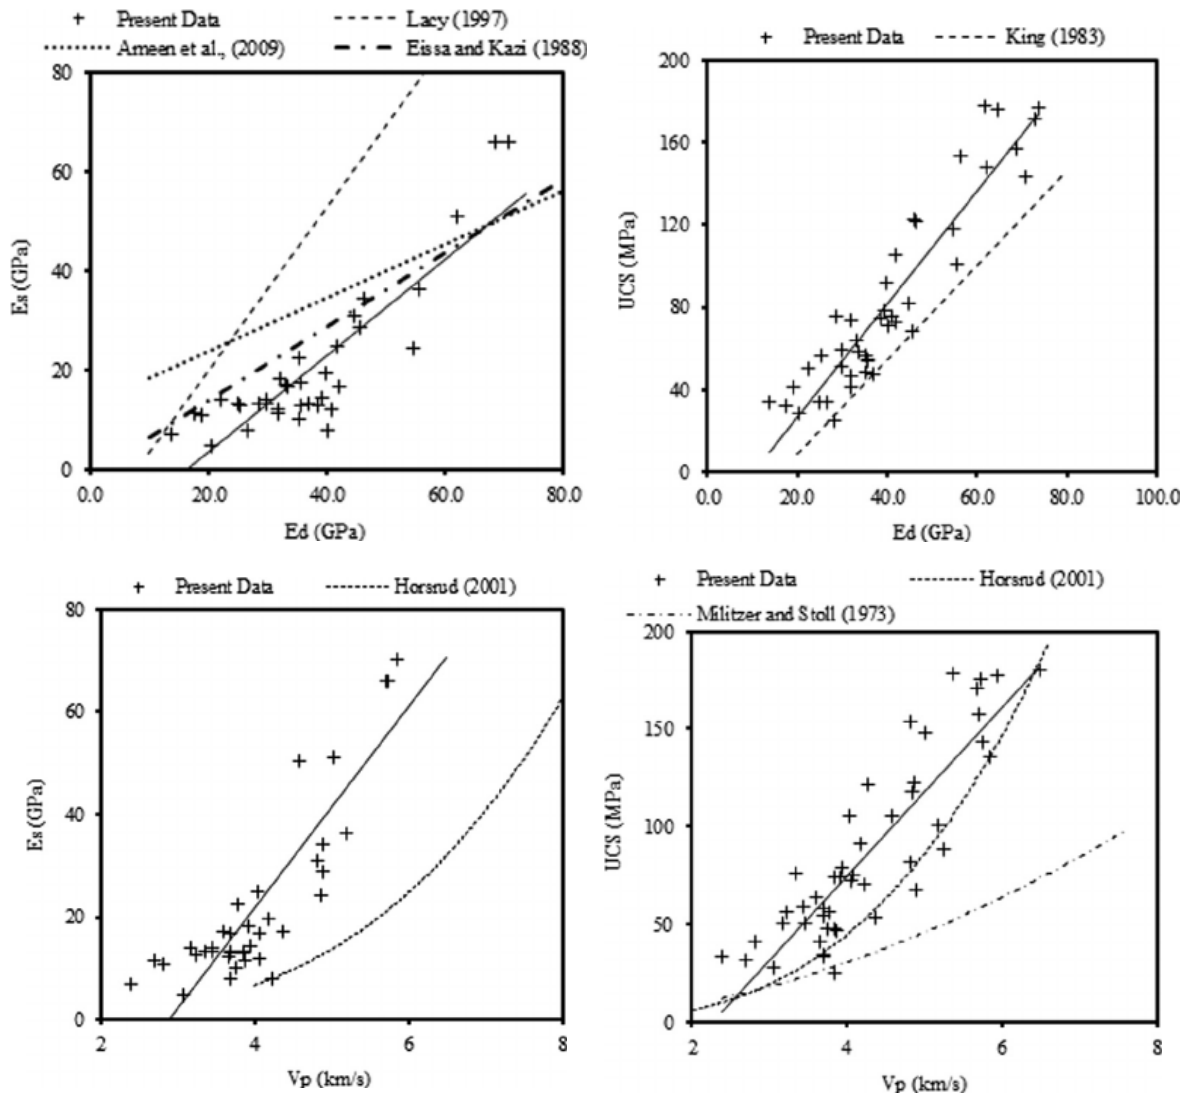 Present Data Lacy (1997)
Ameen et al., (2009) Eissa and Kazi (1988)
80
60
40
20
0
0.0 20.0 40.0 60.0 80.0
Es (GPa)
Ed (GPa)
Present Data King (1983)
200
160
120
80
40
0
0.0 20.0 40.0 60.0 80.0 100.0
UCS (MPa)
Ed (GPa)
Present Data Horsrud (2001)
80
60
40
20
0
2 4 6 8
Es (GPa)
Vp (km/s)
Present Data Horsrud (2001)
Militzer and Stoll (1973)
200
150
100
50
0
2 4 6 8
UCS (MPa)
Vp (km/s)